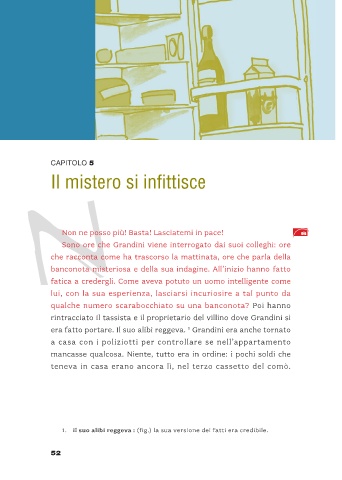 CAPITOLO 5
Il mistero si infittisce
Non ne posso più! Basta! Lasciatemi in pace!
Sono ore che Grandini viene interrogato dai suoi colleghi: ore
che racconta come ha trascorso la mattinata, ore che parla della
banconota misteriosa e della sua indagine. All'inizio hanno fatto
fatica a credergli. Come aveva potuto un uomo intelligente come
lui, con la sua esperienza, lasciarsi incuriosire a tal punto da
qualche numero scarabocchiato su una banconota? Poi hanno
rintracciato il tassista e il proprietario del villino dove Grandini si
era fatto portare. Il suo alibi reggeva. ¹ Grandini era anche tornato
a casa con i poliziotti per controllare se nell'appartamento
mancasse qualcosa. Niente, tutto era in ordine: i pochi soldi che
teneva in casa erano ancora lì, nel terzo cassetto del comò.
1. il suo alibi reggeva : (fig.) la sua versione dei fatti era credibile.
52